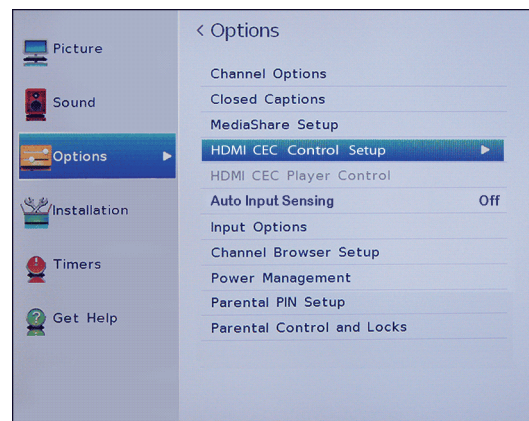 < Options
Picture
Sound
Options
Installation
Timers
Get Help
Channel Options
Closed Captions
MediaShare Setup
HDMI CEC Control Setup
HDMI CEC Player Control
Auto Input Sensing Off
Input Options
Channel Browser Setup
Power Management
Parental PIN Setup
Parental Control and Locks